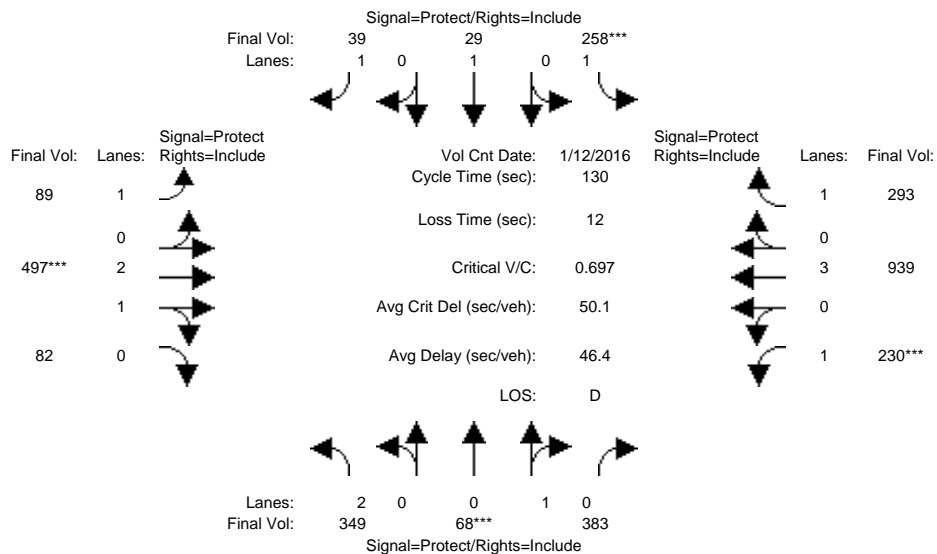 Signal=Protect/Rights=Include
Final Vol: 39 29 258***
Lanes: 1 0 1 0 1
Signal=Protect
Final Vol: Lanes: Rights=Include
Vol Cnt Date: 1/12/2016
Signal=Protect
Rights=Include Lanes: Final Vol:
Cycle Time (sec): 130
89 1
1 293
Loss Time (sec): 12
0
0
497*** 2
Critical V/C: 0.697
3 939
1
Avg Crit Del (sec/veh): 50.1
0
82 0
Avg Delay (sec/veh): 46.4
1 230***
LOS: D
Lanes: 2 0 0 1 0
Final Vol: 349 68*** 383
Signal=Protect/Rights=Include